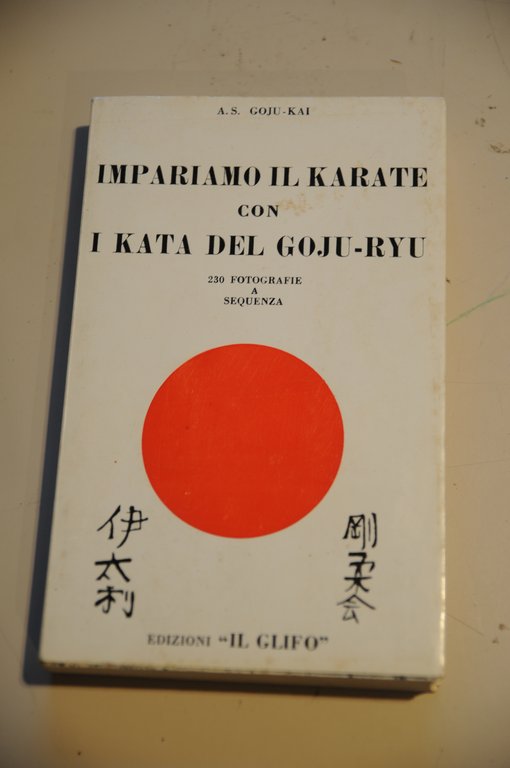 A.S. GOJU-KAI
IMPARIAMO IL KARATE
CON
I KATA DEL GOJU-RYU
230 FOTOGRAFIE
A
SEQUENZA
伊太利
剛柔会
EDIZIONI "IL GLIFO"